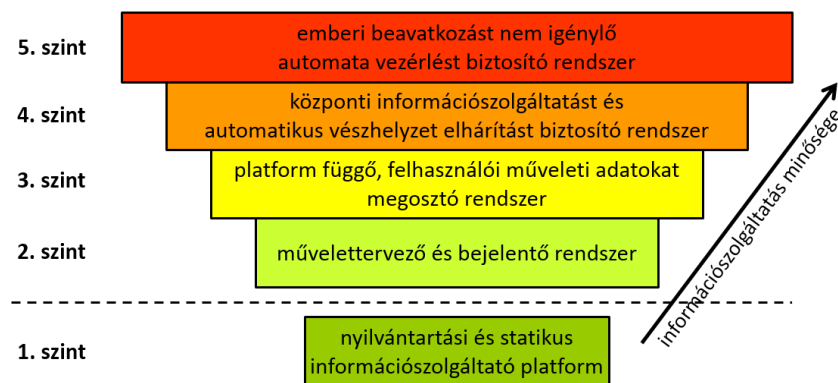 5. szint
emberi beavatkozást nem igénylő
automata vezérlést biztosító rendszer
4. szint
központi információszolgáltatást és
automatikus vészhelyzet elhárítást biztosító rendszer
3. szint
platform függő, felhasználói műveleti adatokat
megosztó rendszer
2. szint
művelettervező és bejelentő rendszer
1. szint
nyilvántartási és statikus
információszolgáltató platform
információszolgáltatás minősége